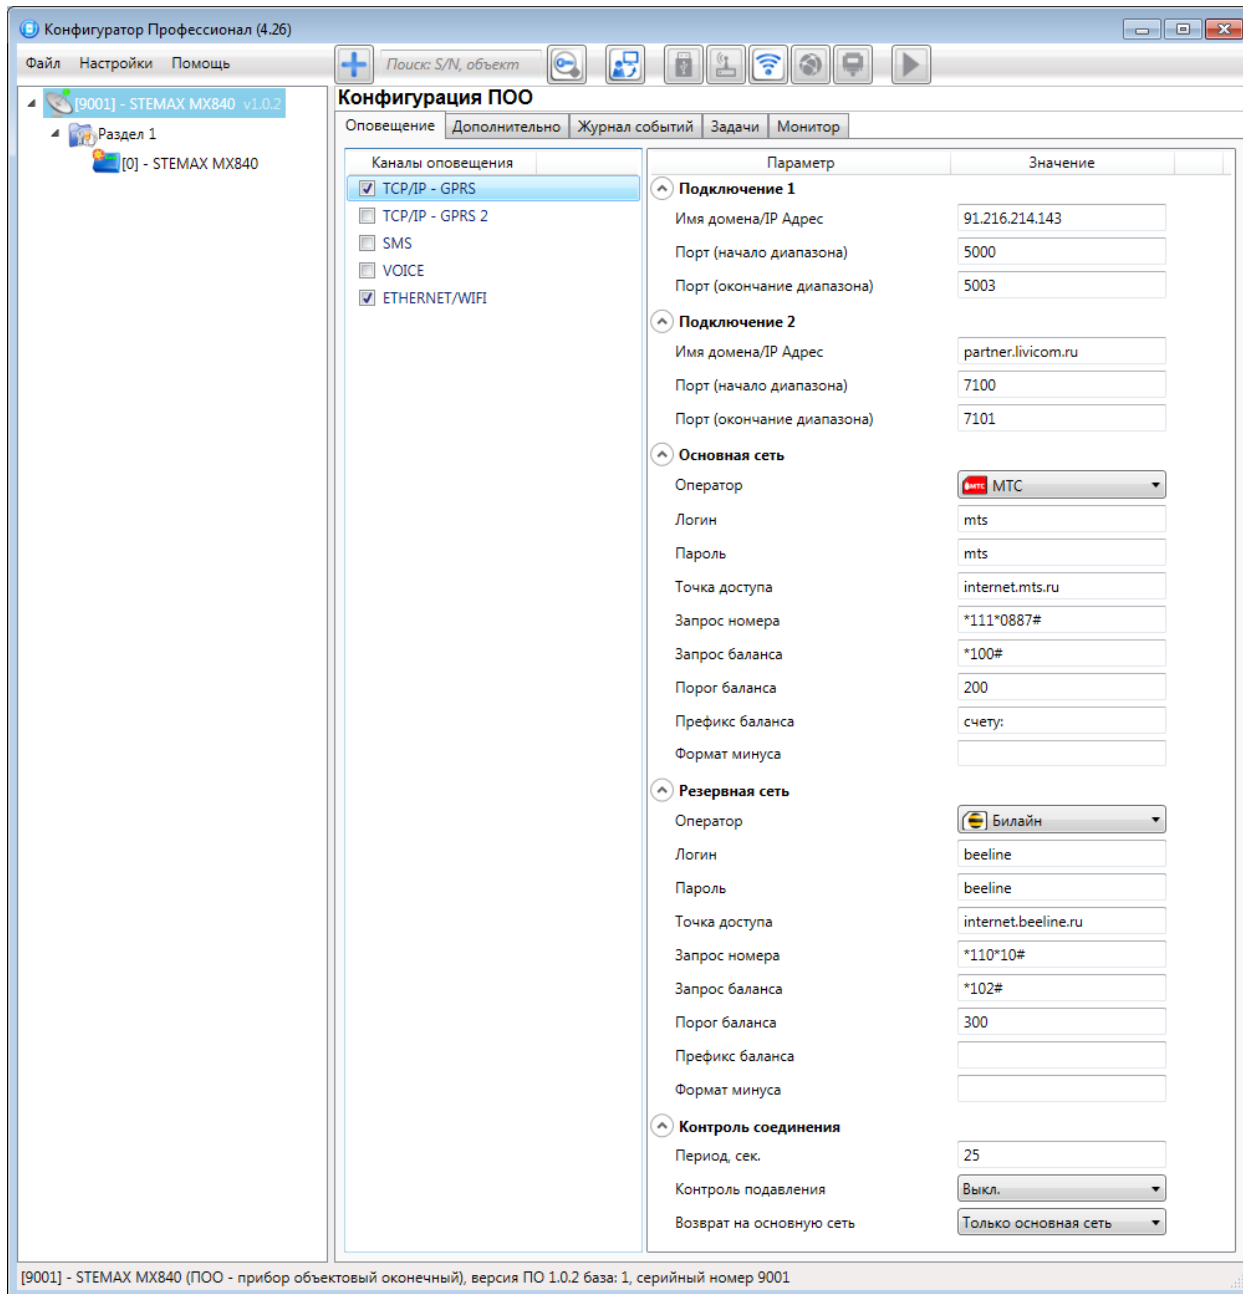 Конфигуратор Профессионал (4.26)
Файл Настройки Помощь
Поиск: S/N, объект
[9001] - STEMAX MX840 v1.0.2
Раздел 1
[0] - STEMAX MX840
Конфигурация ПОО
Оповещение Дополнительно Журнал событий Задачи Монитор
Каналы оповещения
TCP/IP - GPRS
TCP/IP - GPRS 2
SMS
VOICE
ETHERNET/WIFI
Параметр Значение
Подключение 1
Имя домена/IP Адрес 91.216.214.143
Порт (начало диапазона) 5000
Порт (окончание диапазона) 5003
Подключение 2
Имя домена/IP Адрес partner.livicom.ru
Порт (начало диапазона) 7100
Порт (окончание диапазона) 7101
Основная сеть
Оператор МТС МТС
Логин mts
Пароль mts
Точка доступа internet.mts.ru
Запрос номера *111*0887#
Запрос баланса *100#
Порог баланса 200
Префикс баланса счету:
Формат минуса
Резервная сеть
Оператор Билайн
Логин beeline
Пароль beeline
Точка доступа internet.beeline.ru
Запрос номера *110*10#
Запрос баланса *102#
Порог баланса 300
Префикс баланса
Формат минуса
Контроль соединения
Период, сек. 25
Контроль подавления Выкл.
Возврат на основную сеть Только основная сеть
[9001] - STEMAX MX840 (ПОО - прибор объектовый оконечный), версия ПО 1.0.2 база: 1, серийный номер 9001